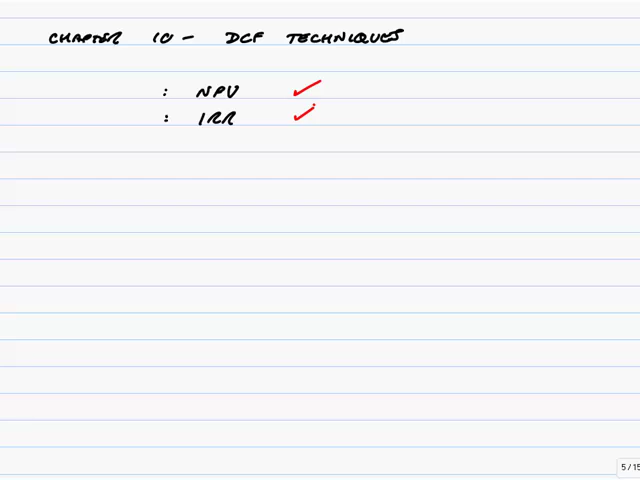 CHAPTER 10 - DCF TECHNIQUES
: NPV ✓
: IRR ✓
5 / 15